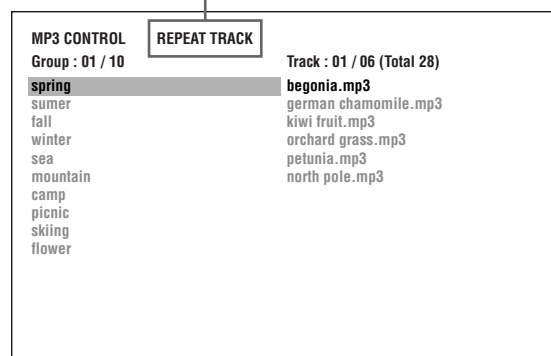 MP3 CONTROL REPEAT TRACK
Group : 01 / 10 Track : 01 / 06 (Total 28)
spring begonia.mp3
sumer german chamomile.mp3
fall kiwi fruit.mp3
winter orchard grass.mp3
sea petunia.mp3
mountain north pole.mp3
camp
picnic
skiing
flower